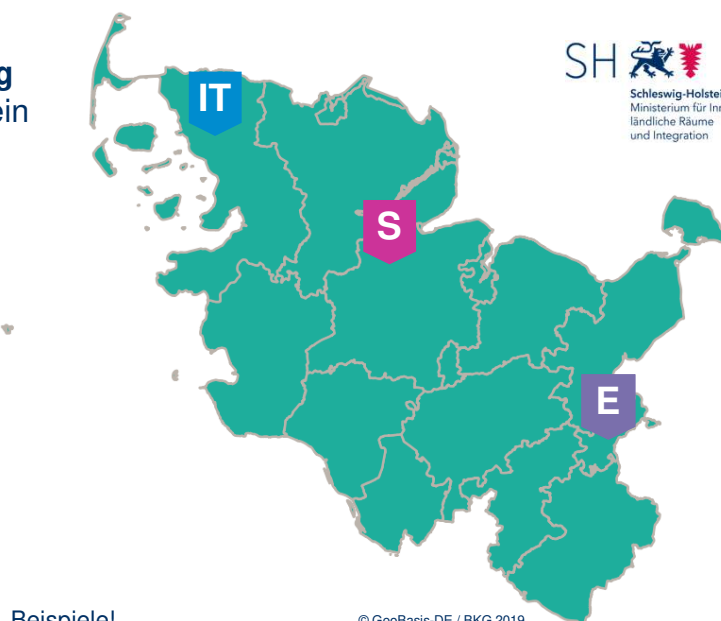 g
ein
SH
Schleswig-Holstei
Ministerium für Inn
ländliche Räume
und Integration
IT
S
E
Beispiele!
© GeoBasis-DE / BKG 2019